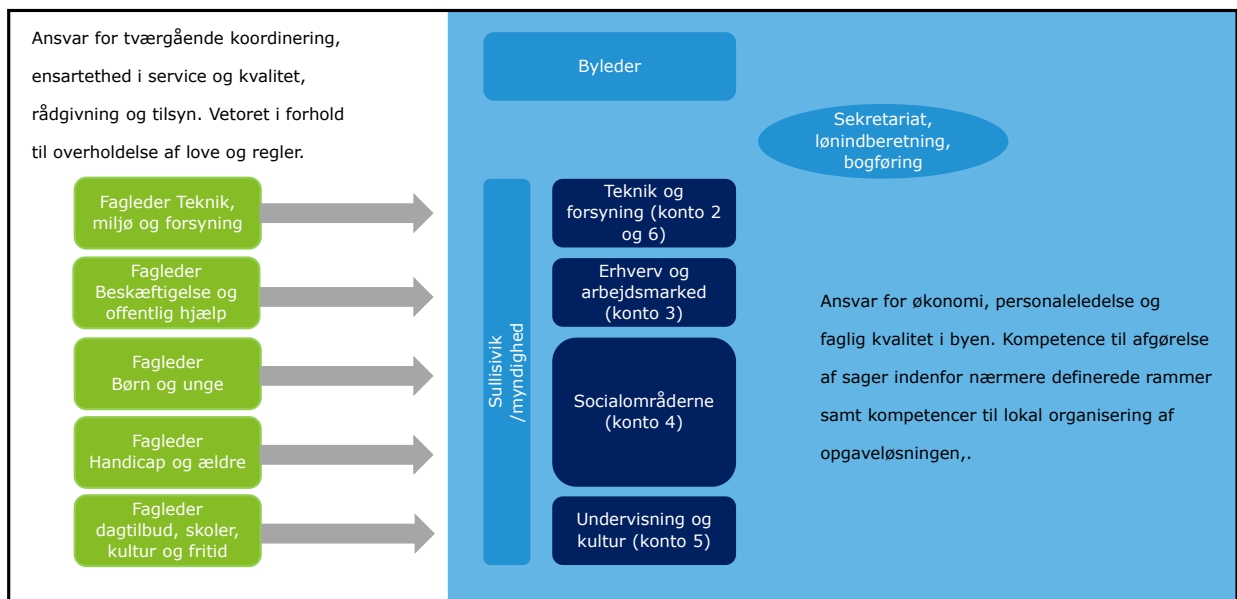 Ansvar for tværgående koordinering,
ensartethed i service og kvalitet,
rådgivning og tilsyn. Vetoret i forhold
til overholdelse af love og regler.
Fagleder Teknik,
miljø og forsyning
Fagleder
Beskæftigelse og
offentlig hjælp
Fagleder
Børn og unge
Fagleder
Handicap og ældre
Fagleder
dagtilbud, skoler,
kultur og fritid
Byleder
Sekretariat,
lønindberetning,
bogføring
Sullisivik
/myndighed
Teknik og
forsyning (konto 2
og 6)
Erhverv og
arbejdsmarked
(konto 3)
Socialområderne
(konto 4)
Undervisning og
kultur (konto 5)
Ansvar for økonomi, personaleledelse og
faglig kvalitet i byen. Kompetence til afgørelse
af sager indenfor nærmere definerede rammer
samt kompetencer til lokal organisering af
opgaveløsningen,.